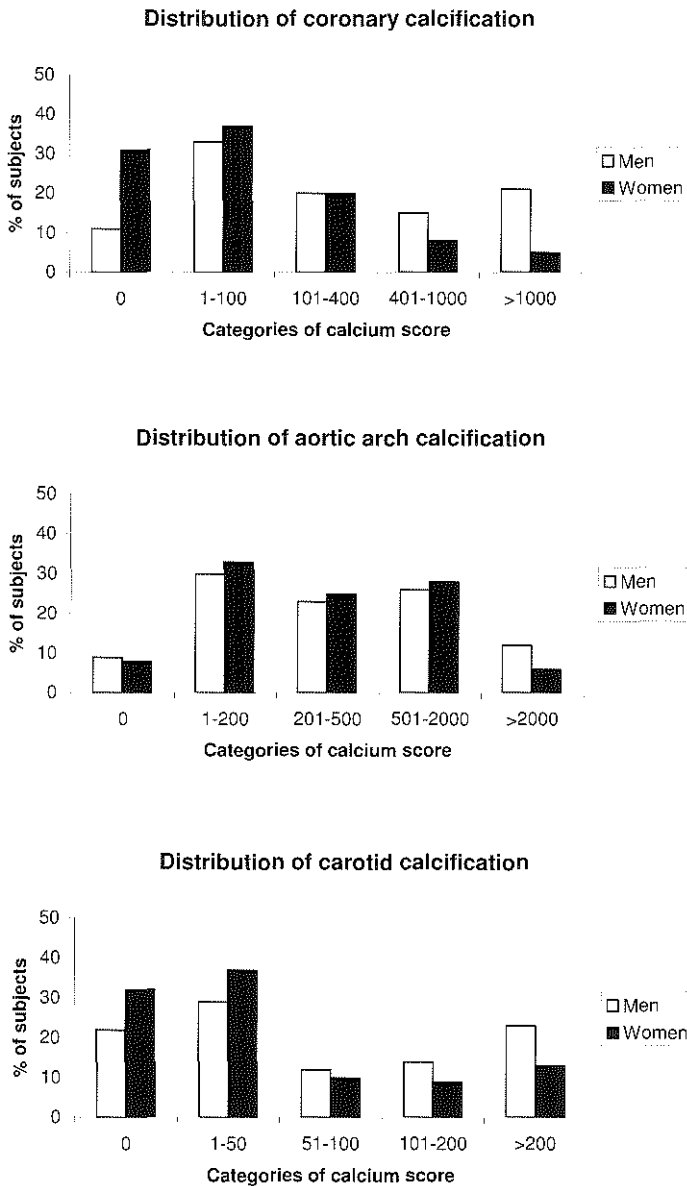 Distribution of coronary calcification
50
40
30
20
10
0
% of subjects
Men
Women
0 1-100 101-400 401-1000 >1000
Categories of calcium score
Distribution of aortic arch calcification
50
40
30
20
10
0
% of subjects
Men
Women
0 1-200 201-500 501-2000 >2000
Categories of calcium score
Distribution of carotid calcification
50
40
30
20
10
0
% of subjects
Men
Women
0 1-50 51-100 101-200 >200
Categories of calcium score